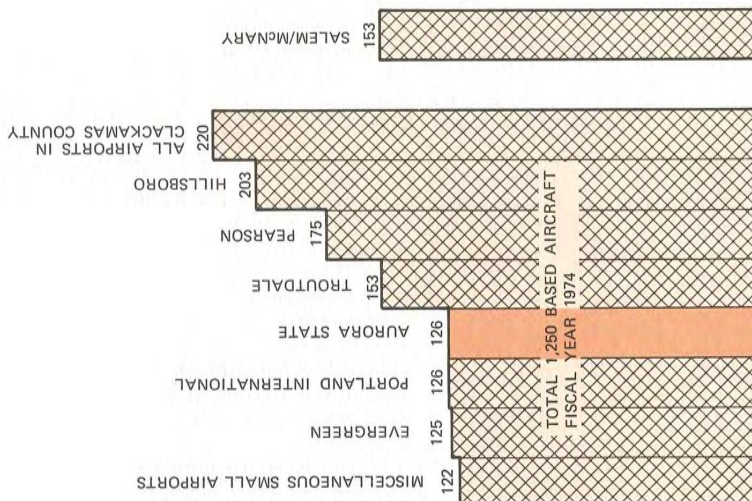 SALEM/McNARY
153
ALL AIRPORTS IN
CLACKAMAS COUNTY
220
HILLSBORO
203
PEARSON
175
TROUTDALE
153
AURORA STATE
126
PORTLAND INTERNATIONAL
126
EVERGREEN
125
MISCELLANEOUS SMALL AIRPORTS
122
TOTAL 1,250 BASED AIRCRAFT
FISCAL YEAR 1974